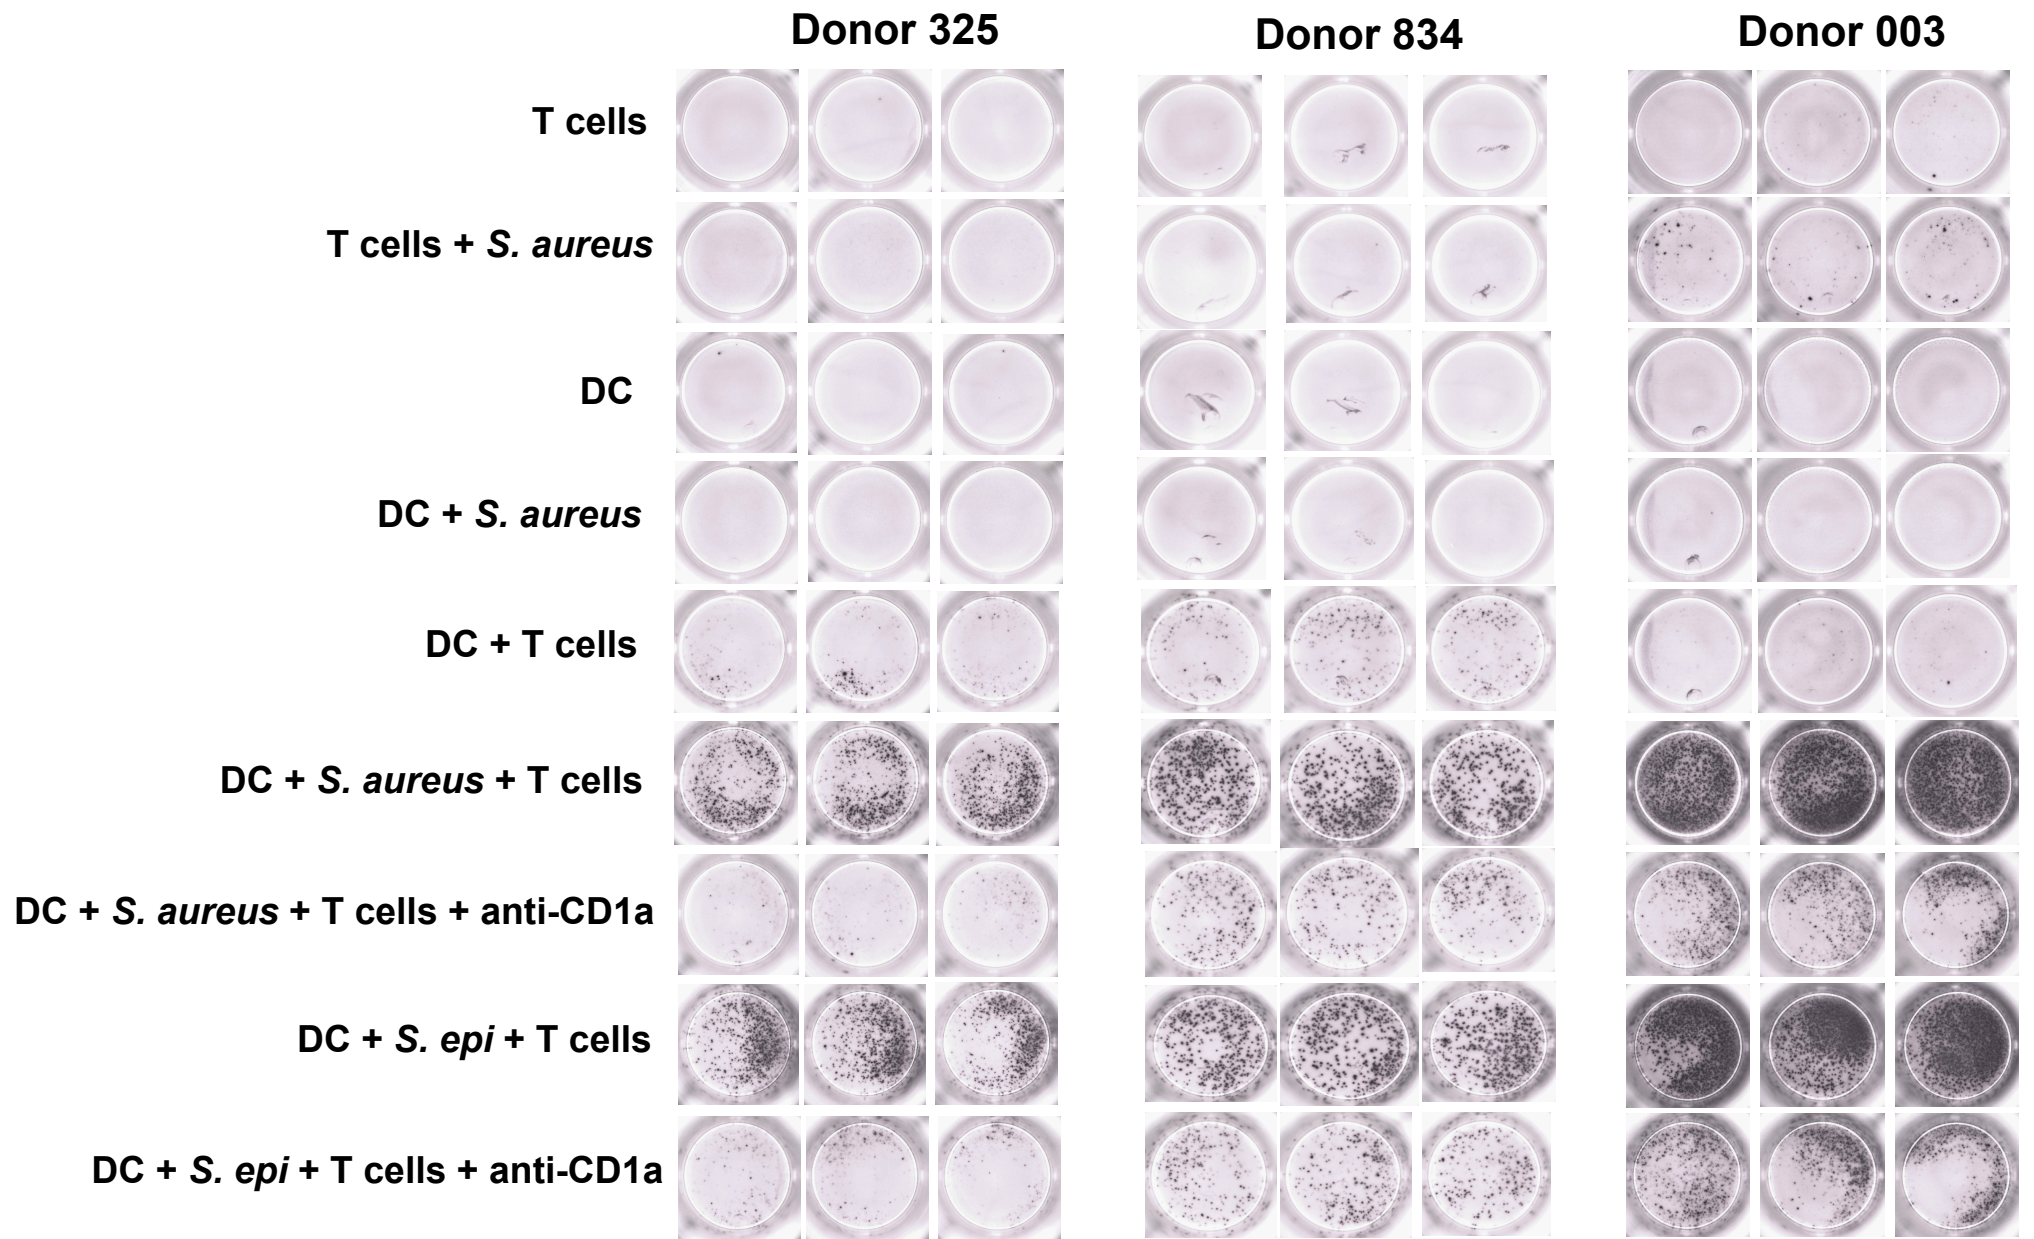 Donor 325 Donor 834 Donor 003
T cells
T cells + S. aureus
DC
DC + S. aureus
DC + T cells
DC + S. aureus + T cells
DC + S. aureus + T cells + anti-CD1a
DC + S. epi + T cells
DC + S. epi + T cells + anti-CD1a